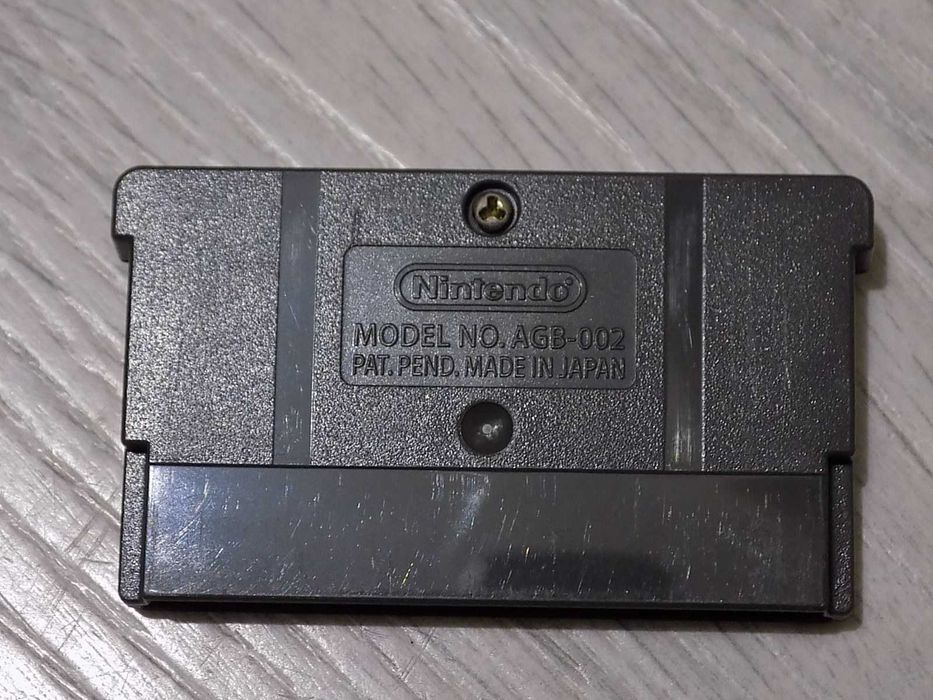 Nintendo®
MODEL NO. AGB-002
PAT. PEND. MADE IN JAPAN